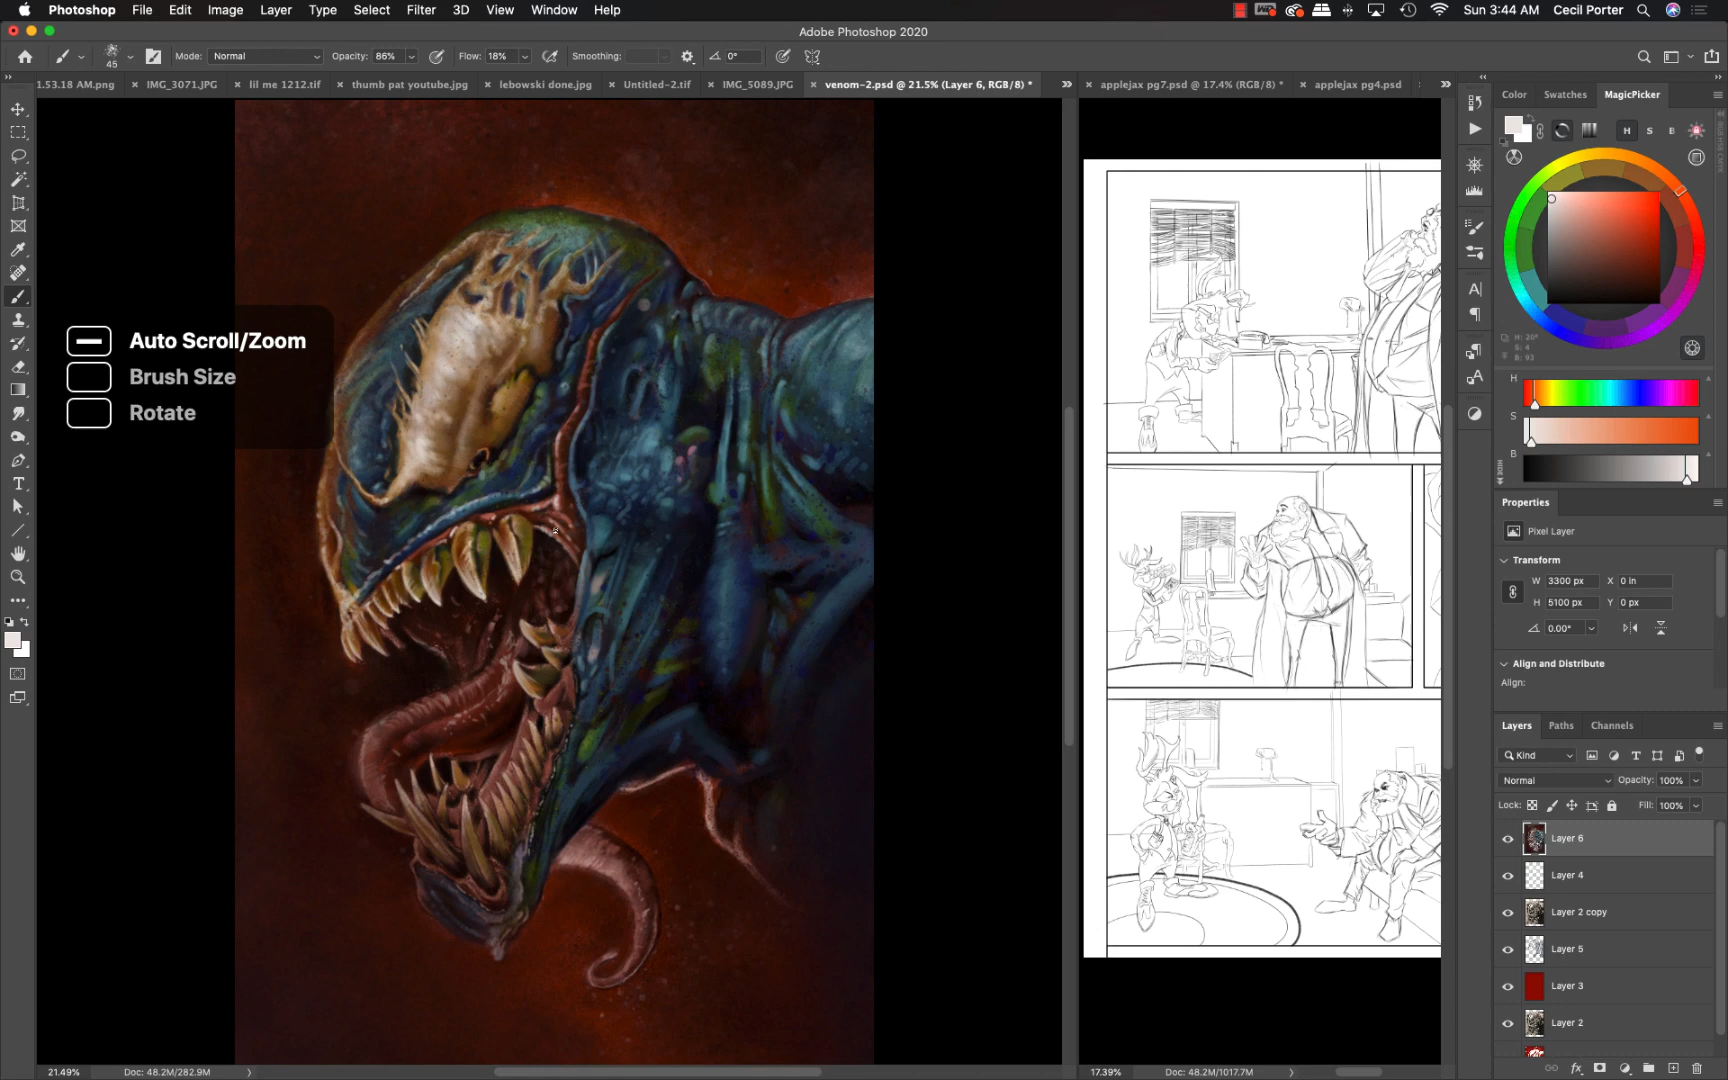 Photoshop File Edit Image Layer Type Select Filter 3D View Window Help Sun 3:44 AM Cecil Porter
Adobe Photoshop 2020
45 Mode: Normal Opacity: 86% Flow: 18% Smoothing: 0°
1.53.18 AM.png × IMG_3071.JPG × lil me 1212.tif × thumb pat youtube.jpg × lebowski done.jpg × Untitled-2.tif × IMG_5089.JPG × venom-2.psd @ 21.5% (Layer 6, RGB/8) * × applejax pg7.psd @ 17.4% (RGB/8) * × applejax pg4.psd
Color Swatches MagicPicker
H S B
H: 20°
S: 4
B: 93
Auto Scroll/Zoom
Brush Size
Rotate
H
S
B
HIDE
Properties
Pixel Layer
Transform
W 3300 px X 0 in
H 5100 px Y 0 px
0.00°
Align and Distribute
Align:
Layers Paths Channels
Kind
Normal Opacity: 100%
Lock: Fill: 100%
Layer 6
Layer 4
Layer 2 copy
Layer 5
Layer 3
Layer 2
21.49% Doc: 48.2M/282.9M 17.39% Doc: 48.2M/1017.7M